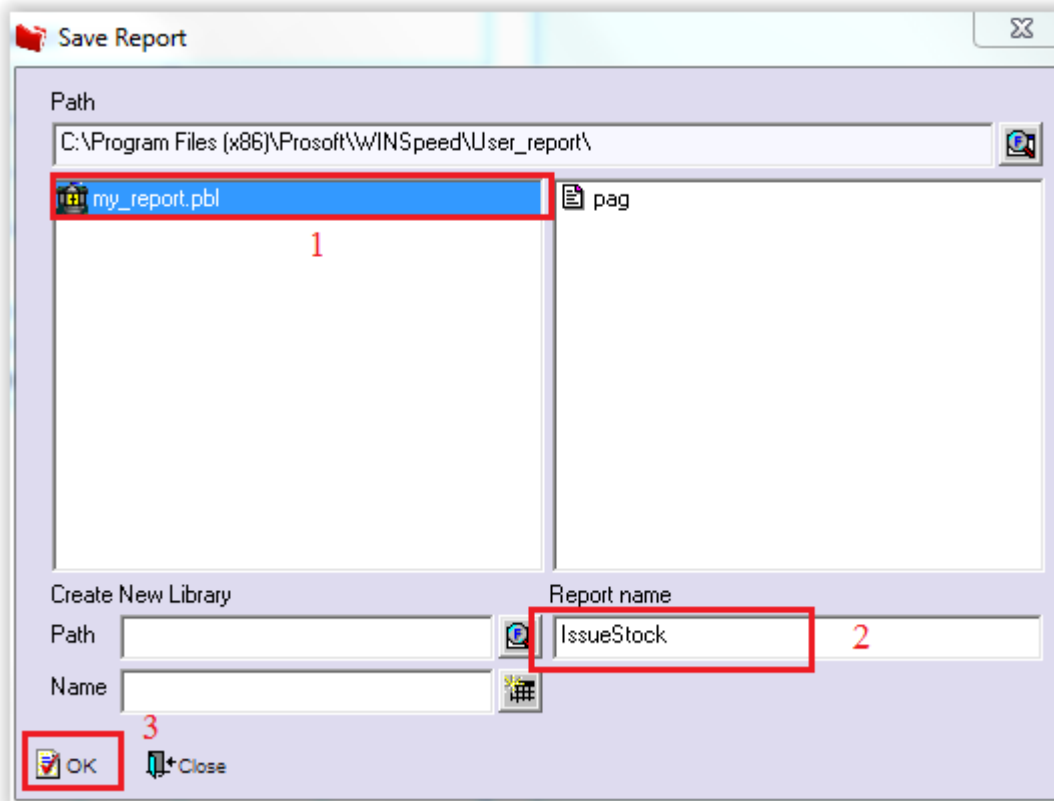 Save Report
Path
C:\Program Files (x86)\Prosoft\WINSpeed\User_report\
my_report.pbl
pag
1
Create New Library
Report name
Path
IssueStock
2
Name
3
OK
Close